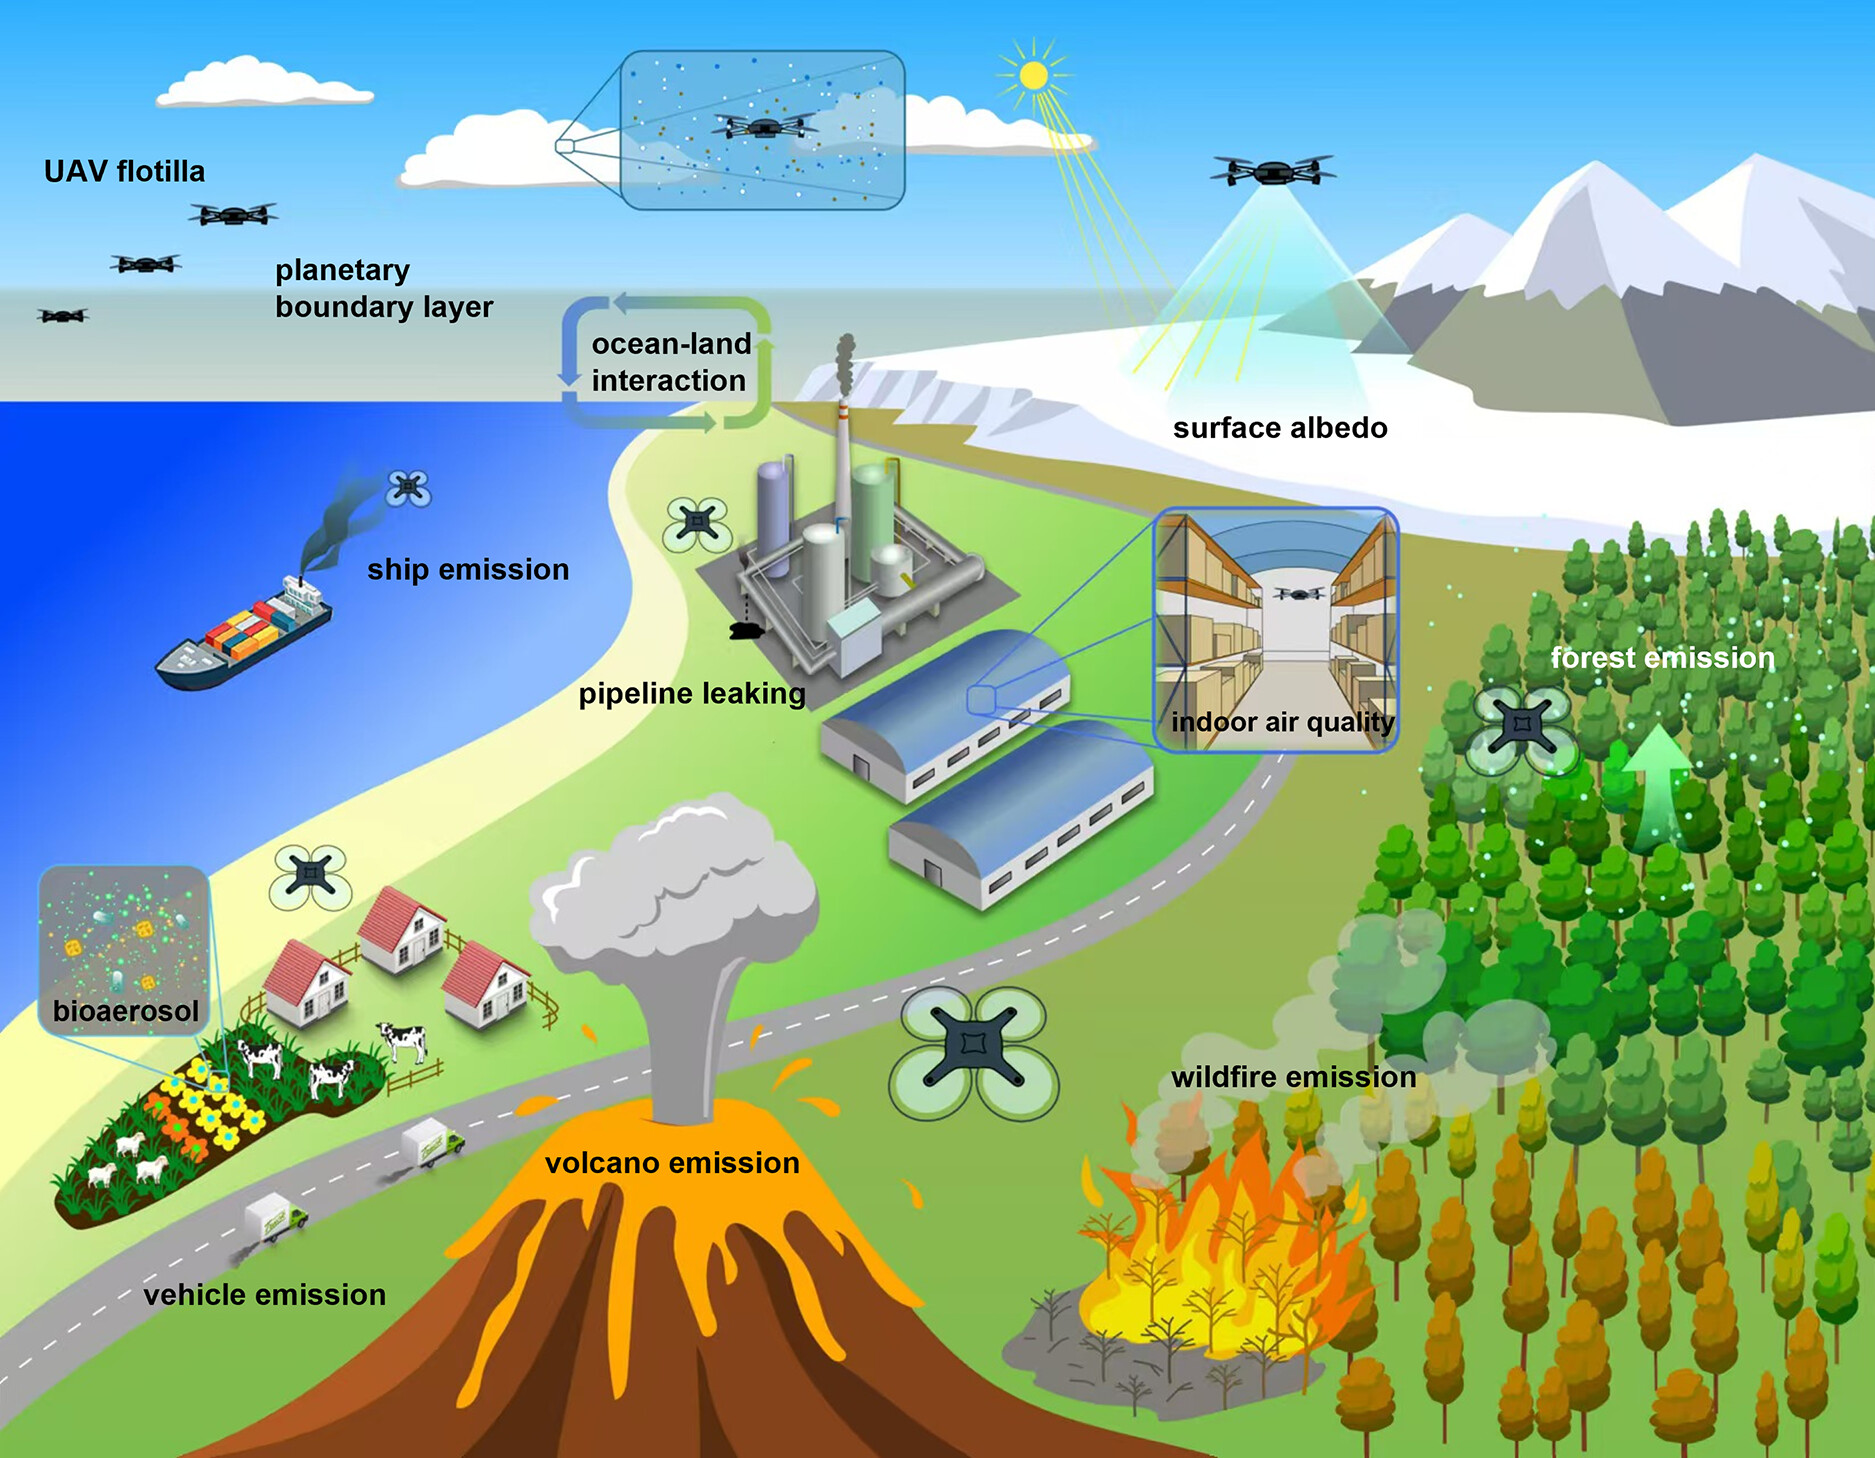 UAV flotilla
planetary
boundary layer
ocean-land
interaction
surface albedo
ship emission
pipeline leaking
indoor air quality
forest emission
bioaerosol
wildfire emission
volcano emission
vehicle emission